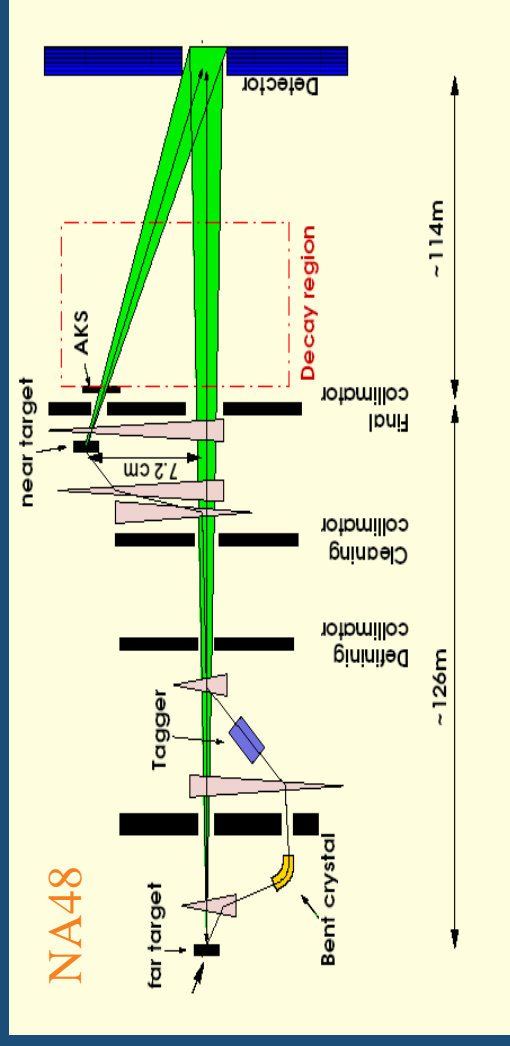 NA48
far target
Bent crystal
Tagger
Defininig
collimator
Cleaning
collimator
7.2 cm
near target
AKS
Final
collimator
Decay region
Detector
~126m
~114m